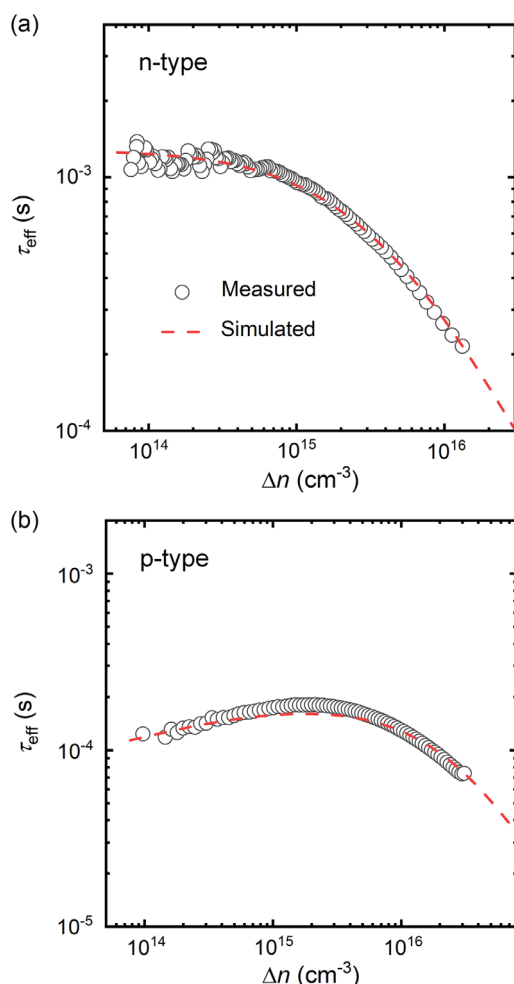 (a)
n-type
10⁻³
τeff (s)
Measured
Simulated
10⁻⁴
10¹⁴ 10¹⁵ 10¹⁶
Δn (cm⁻³)
(b)
p-type
10⁻³
τeff (s)
10⁻⁴
10⁻⁵
10¹⁴ 10¹⁵ 10¹⁶
Δn (cm⁻³)